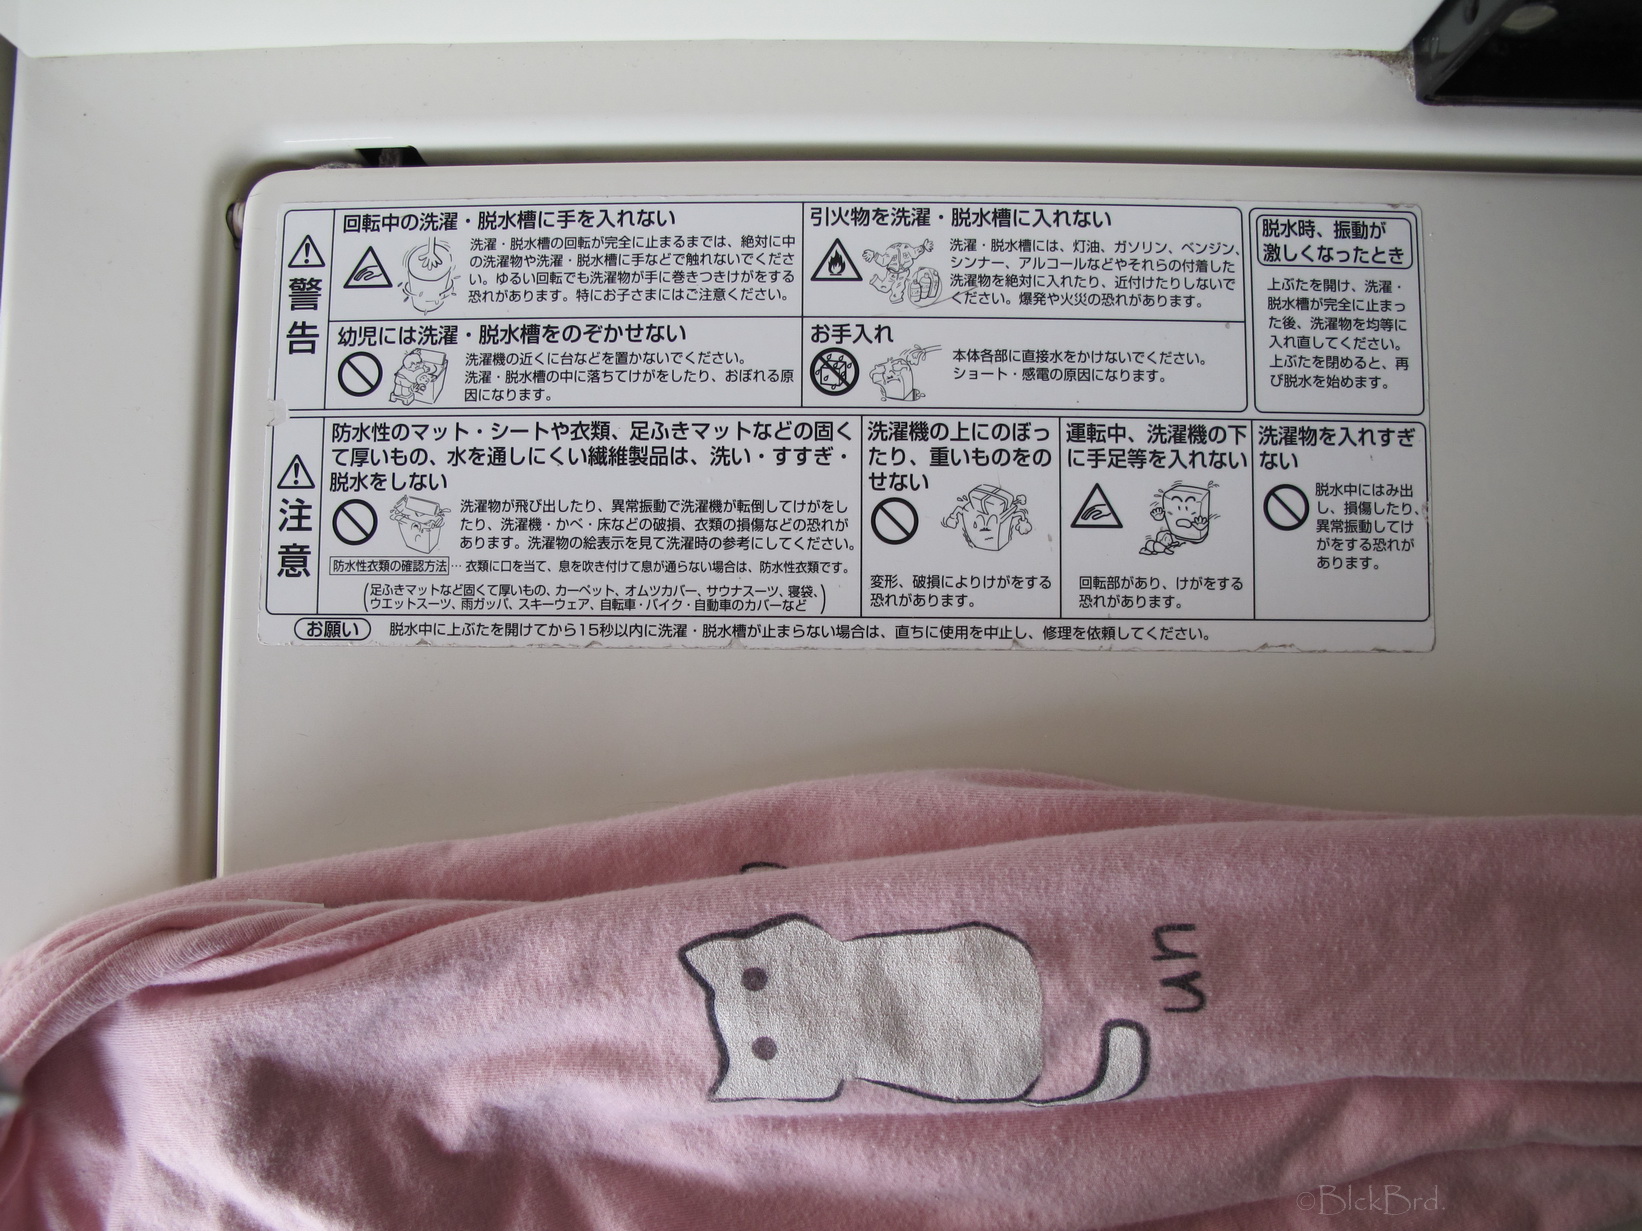 警告
回転中の洗濯・脱水槽に手を入れない
洗濯・脱水槽の回転が完全に止まるまでは、絶対に中
の洗濯物や洗濯・脱水槽に手などで触れないでくださ
い。ゆるい回転でも洗濯物が手に巻きつきけがをする
恐れがあります。特にお子さまにはご注意ください。
引火物を洗濯・脱水槽に入れない
洗濯・脱水槽には、灯油、ガソリン、ベンジン、
シンナー、アルコールなどやそれらの付着した
洗濯物を絶対に入れたり、近付けたりしないで
ください。爆発や火災の恐れがあります。
幼児には洗濯・脱水槽をのぞかせない
洗濯機の近くに台などを置かないでください。
洗濯・脱水槽の中に落ちてけがをしたり、おぼれる原
因になります。
お手入れ
本体各部に直接水をかけないでください。
ショート・感電の原因になります。
脱水時、振動が
激しくなったとき
上ぶたを開け、洗濯・
脱水槽が完全に止まっ
た後、洗濯物を均等に
入れ直してください。
上ぶたを閉めると、再
び脱水を始めます。
注意
防水性のマット・シートや衣類、足ふきマットなどの固く
て厚いもの、水を通しにくい繊維製品は、洗い・すすぎ・
脱水をしない
洗濯物が飛び出したり、異常振動で洗濯機が転倒してけがをし
たり、洗濯機・かべ・床などの破損、衣類の損傷などの恐れが
あります。洗濯物の絵表示を見て洗濯時の参考にしてください。
防水性衣類の確認方法…衣類に口を当て、息を吹き付けて息が通らない場合は、防水性衣類です。
(足ふきマットなど固くて厚いもの、カーペット、オムツカバー、サウナスーツ、寝袋、
ウエットスーツ、雨ガッパ、スキーウェア、自転車・バイク・自動車のカバーなど)
洗濯機の上にのぼっ
たり、重いものをの
せない
変形、破損によりけがをする
恐れがあります。
運転中、洗濯機の下
に手足等を入れない
回転部があり、けがをする
恐れがあります。
洗濯物を入れすぎ
ない
脱水中にはみ出
し、損傷したり、
異常振動してけ
がをする恐れが
あります。
お願い 脱水中に上ぶたを開けてから15秒以内に洗濯・脱水槽が止まらない場合は、直ちに使用を中止し、修理を依頼してください。
un
©BlckBrd.